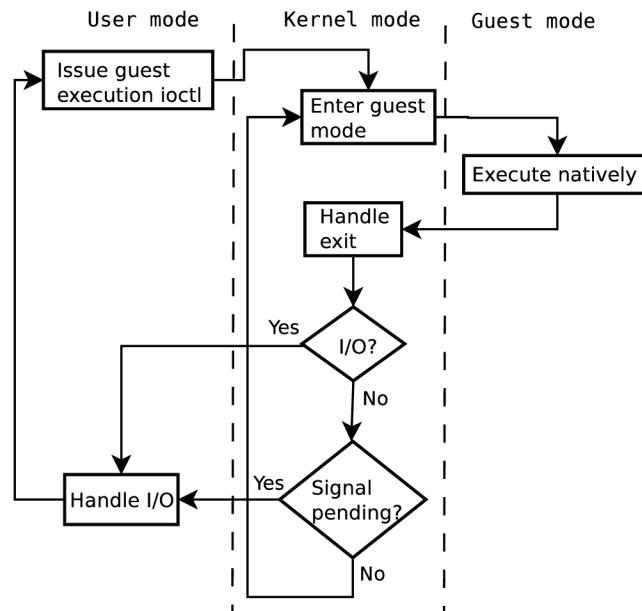 User mode
Kernel mode
Guest mode
Issue guest
execution ioctl
Enter guest
mode
Execute natively
Handle
exit
Yes
I/O?
No
Handle I/O
Yes
Signal
pending?
No